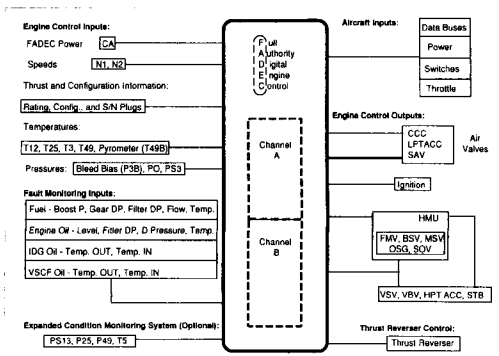 Engine Control Inputs:
FADEC Power CA
Speeds N1, N2
Thrust and Configuration Information:
Rating, Config., and S/N Plugs
Temperatures:
T12, T25, T3, T49, Pyrometer (T49B)
Pressures: Bleed Bias (P3B), PO, PS3
Fault Monitoring Inputs:
Fuel - Boost P, Gear DP, Filter DP, Flow, Temp.
Engine Oil - Level, Filter DP, D Pressure, Temp.
IDG Oil - Temp. OUT, Temp. IN
VSCF Oil - Temp. OUT, Temp. IN
Expanded Condition Monitoring System (Optional):
PS13, P25, P49, T5
Full
Authority
Digital
Engine
Control
Channel
A
Channel
B
Aircraft Inputs:
Data Buses
Power
Switches
Throttle
Engine Control Outputs:
CCC
LPTACC
SAV
Air
Valves
Ignition
HMU
FMV, BSV, MSV
OSG, SOV
VSV, VBV, HPT ACC, STB
Thrust Reverser Control:
Thrust Reverser